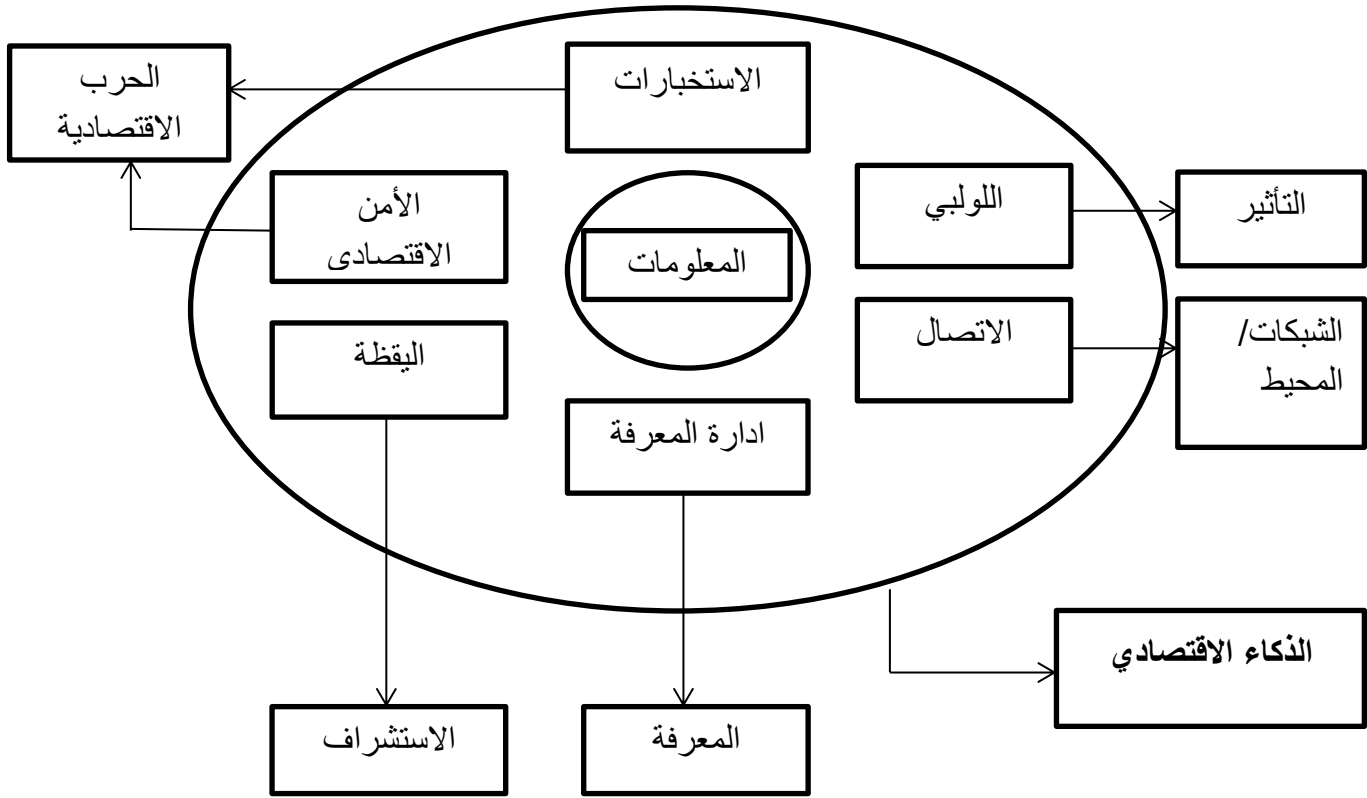 الاستخبارات
الحرب
الاقتصادية
التأثير
اللولبي
الأمن
الاقتصادى
المعلومات
الشبكات/
المحيط
الاتصال
اليقظة
ادارة المعرفة
الذكاء الاقتصادي
المعرفة
الاستشراف